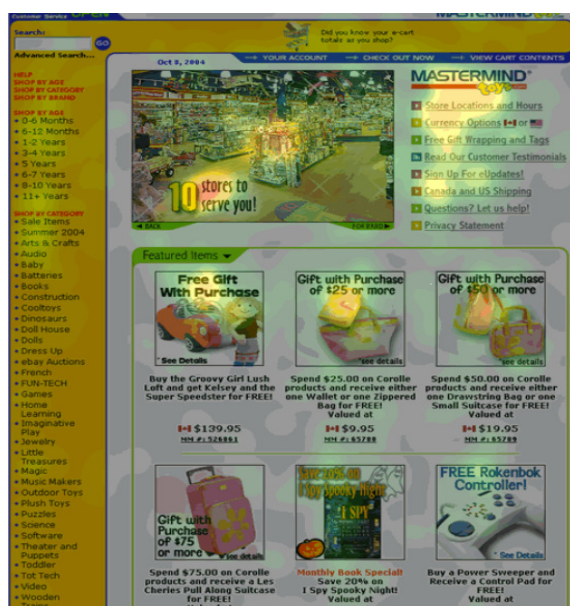 Customer Service OPEN
Search:
GO
Advanced Search...
Did you know your e-cart
totals as you shop?
Oct 8, 2004
YOUR ACCOUNT
CHECK OUT NOW
VIEW CART CONTENTS
HELP
SHOP BY AGE
SHOP BY CATEGORY
SHOP BY BRAND
SHOP BY AGE
• 0-6 Months
• 6-12 Months
• 1-2 Years
• 3-4 Years
• 5 Years
• 6-7 Years
• 8-10 Years
• 11+ Years
SHOP BY CATEGORY
• Sale Items
• Summer 2004
• Arts & Crafts
• Audio
• Baby
• Batteries
• Books
• Construction
• Cooltoys
• Dinosaurs
• Doll House
• Dolls
• Dress Up
• ebay Auctions
• French
• FUN-TECH
• Games
• Home
Learning
• Imaginative
Play
• Jewelry
• Little
Treasures
• Magic
• Music Makers
• Outdoor Toys
• Plush Toys
• Puzzles
• Science
• Software
• Theater and
Puppets
• Toddler
• Tot Tech
• Video
• Wooden
10 stores to
serve you!
BACK
FORWARD
MASTERMIND®
toys.com
Store Locations and Hours
Currency Options or
Free Gift Wrapping and Tags
Read Our Customer Testimonials
Sign Up For eUpdates!
Canada and US Shipping
Questions? Let us help!
Privacy Statement
Featured Items
Free Gift
With Purchase
*See Details
Buy the Groovy Girl Lush
Loft and get Kelsey and the
Super Speedster for FREE!
$139.95
MM #: 526861
Gift with Purchase
of $25 or more
*see details
Spend $25.00 on Corolle
products and receive either
one Wallet or one Zippered
Bag for FREE!
Valued at
$9.95
MM #: 65788
Gift with Purchase
of $50 or more
*see details
Spend $50.00 on Corolle
products and receive either
one Drawstring Bag or one
Small Suitcase for FREE!
Valued at
$19.95
MM #: 65789
Gift with
Purchase
of $75
or more
*see details
Spend $75.00 on Corolle
products and receive a Les
Cheries Pull Along Suitcase
for FREE!
Save 20% on
I Spy Spooky Night
I SPY
Monthly Book Special!
Save 20% on
I Spy Spooky Night!
Valued at
FREE Rokenbok
Controller!
*See Details
Buy a Power Sweeper and
Receive a Control Pad for
FREE!
Valued at